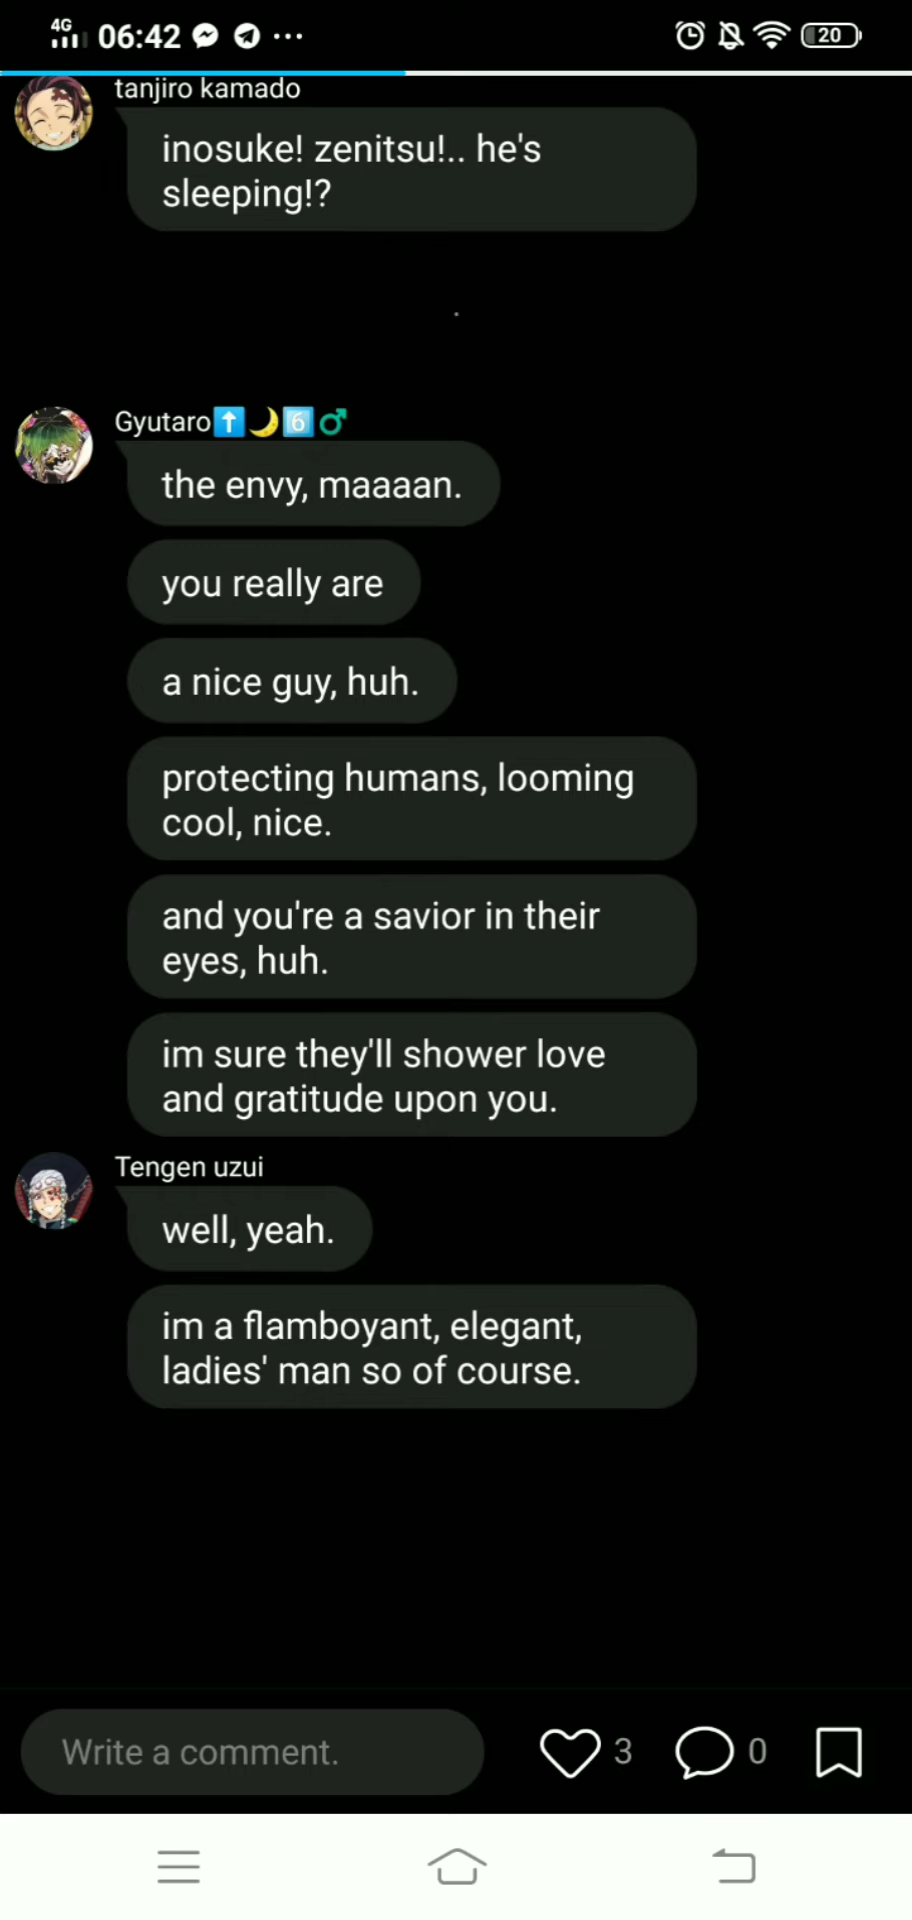 4G 06:42 20
tanjiro kamado
inosuke! zenitsu!.. he's
sleeping!?
.
Gyutaro⬆️🌙6️⃣♂
the envy, maaaan.
you really are
a nice guy, huh.
protecting humans, looming
cool, nice.
and you're a savior in their
eyes, huh.
im sure they'll shower love
and gratitude upon you.
Tengen uzui
well, yeah.
im a flamboyant, elegant,
ladies' man so of course.
Write a comment. 3 0